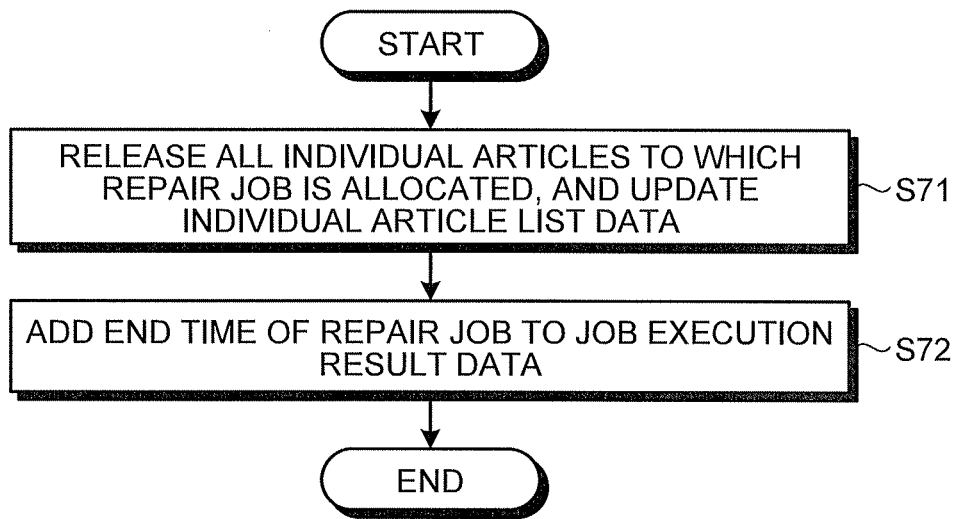 START
RELEASE ALL INDIVIDUAL ARTICLES TO WHICH
REPAIR JOB IS ALLOCATED, AND UPDATE
INDIVIDUAL ARTICLE LIST DATA
S71
ADD END TIME OF REPAIR JOB TO JOB EXECUTION
RESULT DATA
S72
END